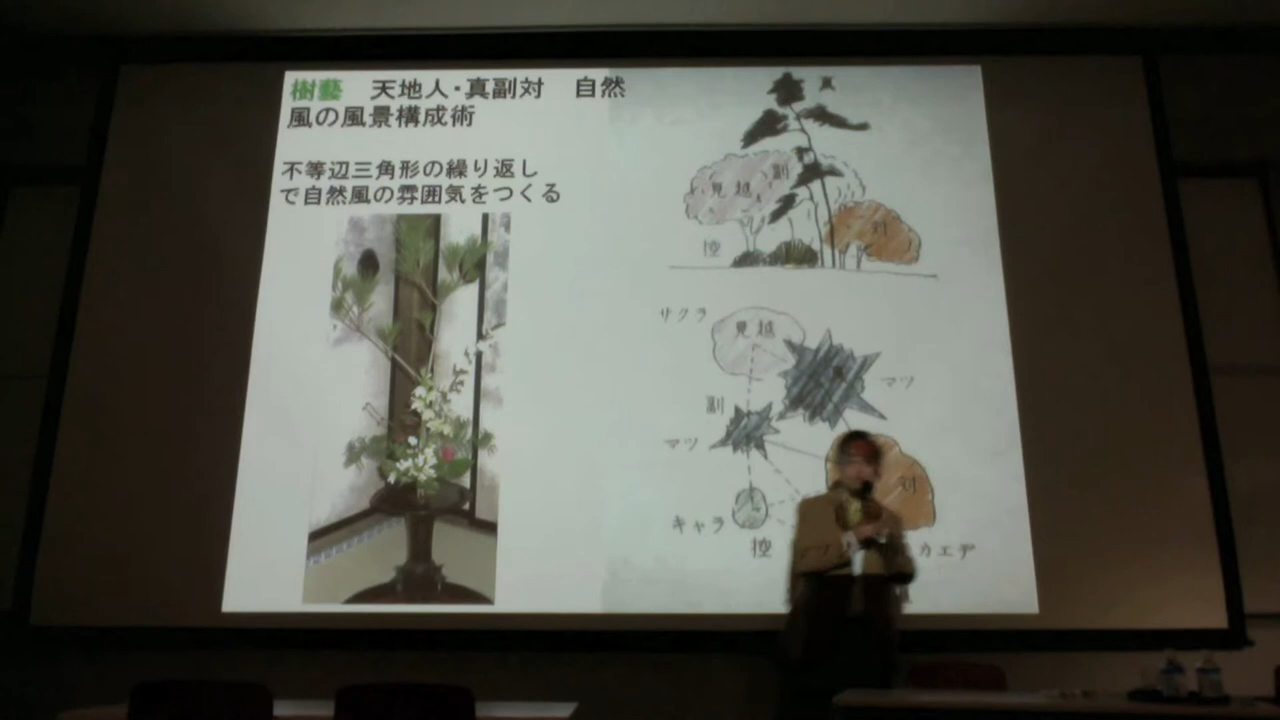 樹藝　天地人・真副対　自然
風の風景構成術
不等辺三角形の繰り返し
で自然風の雰囲気をつくる
真
副
見越
対
控
サクラ
見越
マツ
副
マツ
対
キャラ
控
カエデ